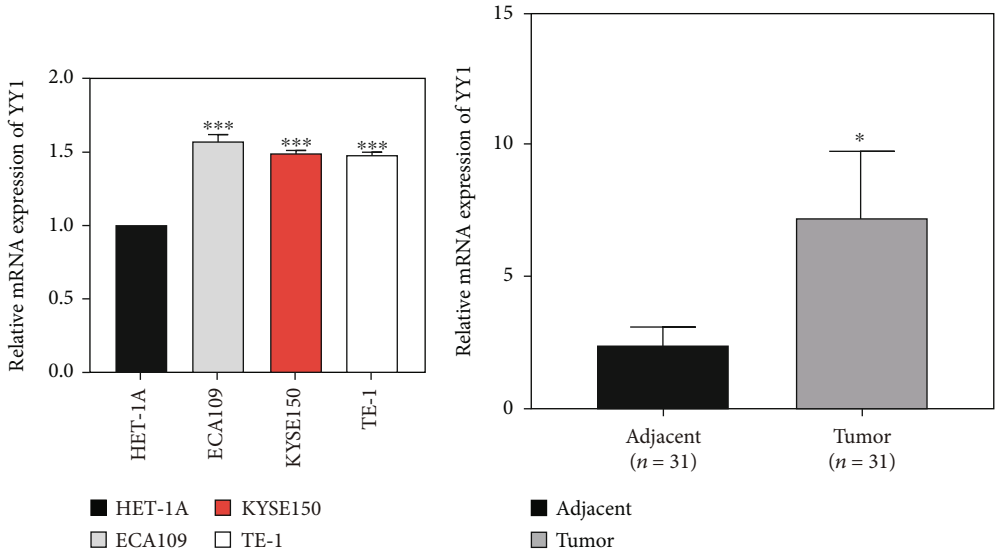 Relative mRNA expression of YY1
2.0
1.5
1.0
0.5
0.0
***
***
***
HET-1A
ECA109
KYSE150
TE-1
HET-1A
KYSE150
ECA109
TE-1
Relative mRNA expression of YY1
15
10
5
0
*
Adjacent
(n = 31)
Tumor
(n = 31)
Adjacent
Tumor